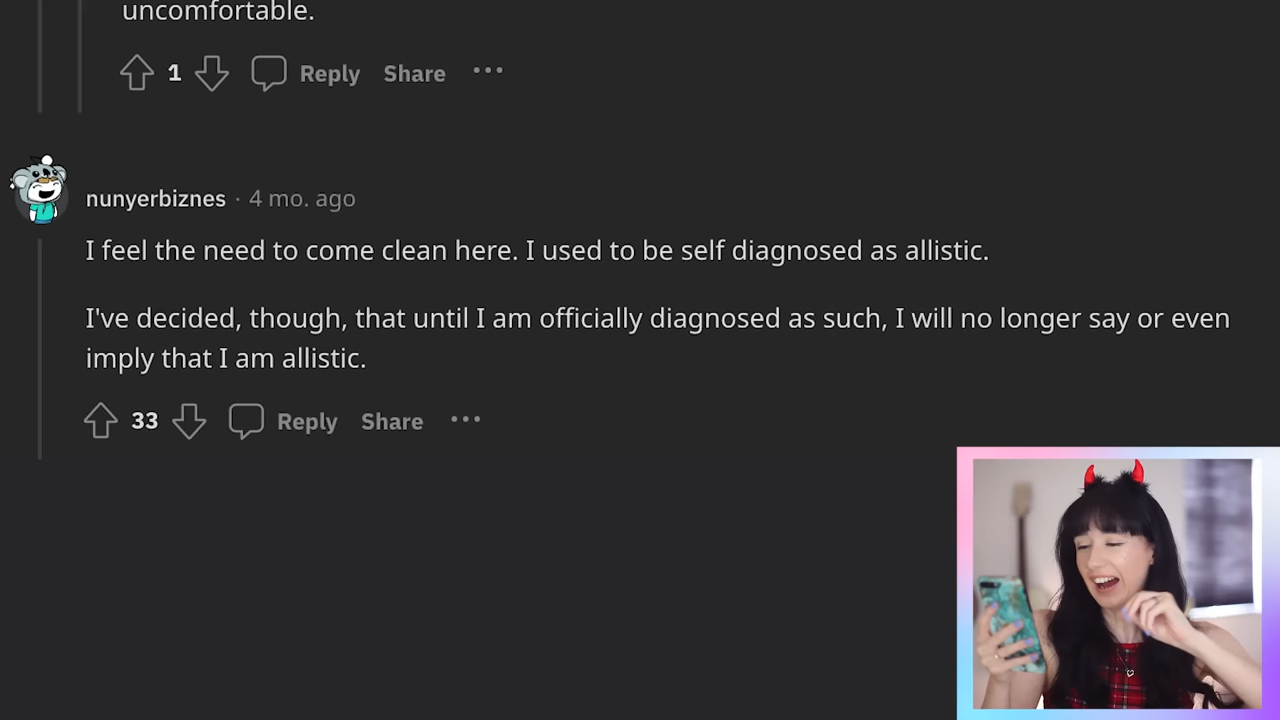 uncomfortable.
1 Reply Share
nunyerbiznes · 4 mo. ago
I feel the need to come clean here. I used to be self diagnosed as allistic.
I've decided, though, that until I am officially diagnosed as such, I will no longer say or even
imply that I am allistic.
33 Reply Share